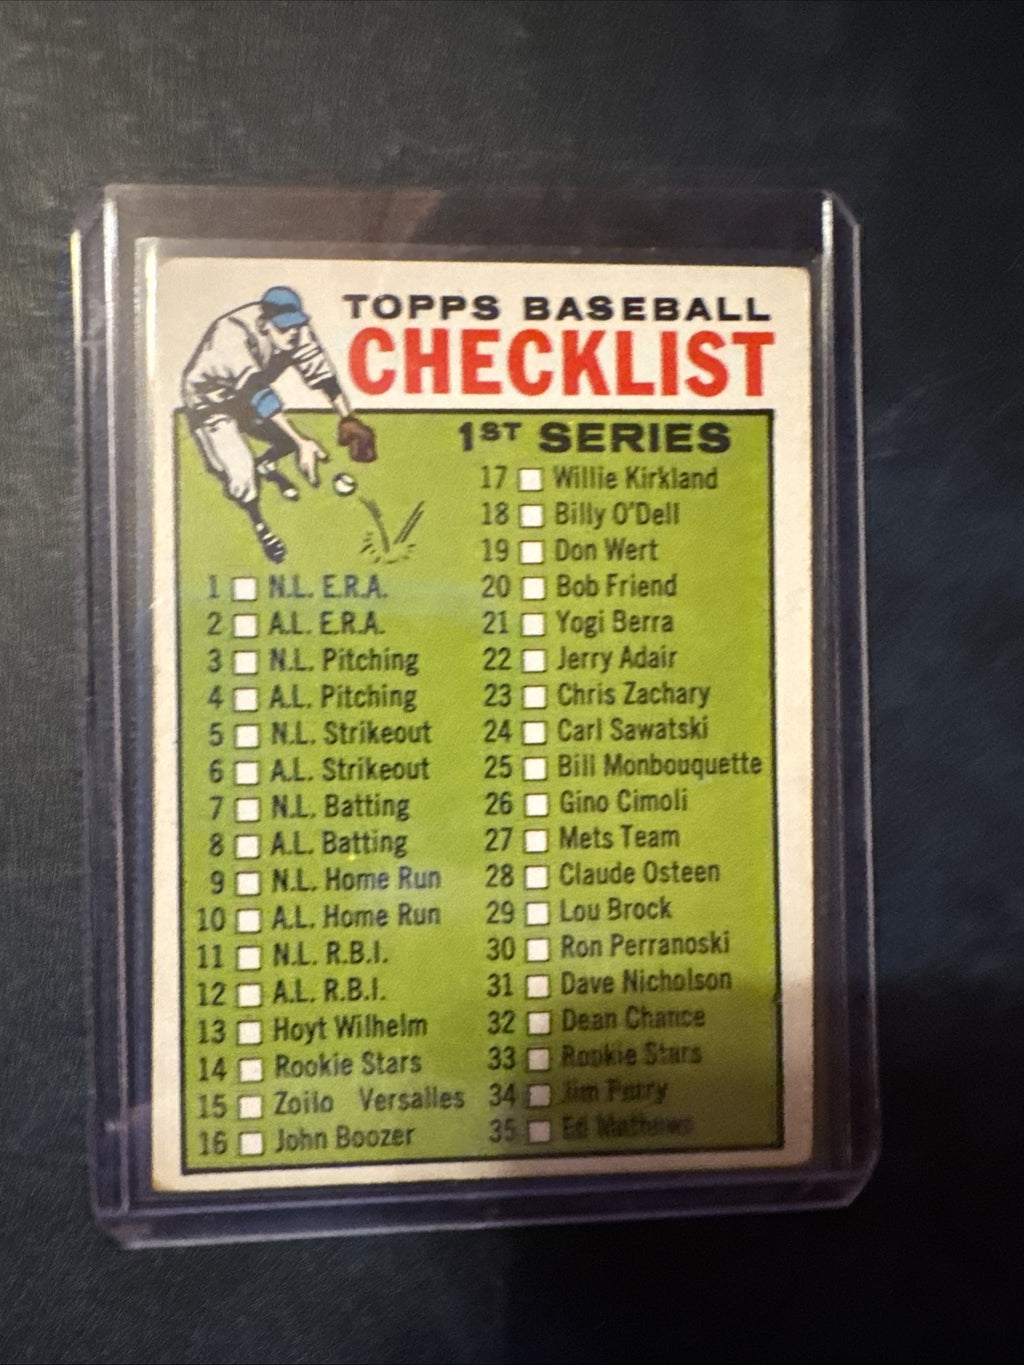 TOPPS BASEBALL
CHECKLIST
1ST SERIES
1 N.L. E.R.A.
2 A.L. E.R.A.
3 N.L. Pitching
4 A.L. Pitching
5 N.L. Strikeout
6 A.L. Strikeout
7 N.L. Batting
8 A.L. Batting
9 N.L. Home Run
10 A.L. Home Run
11 N.L. R.B.I.
12 A.L. R.B.I.
13 Hoyt Wilhelm
14 Rookie Stars
15 Zoilo Versalles
16 John Boozer
17 Willie Kirkland
18 Billy O'Dell
19 Don Wert
20 Bob Friend
21 Yogi Berra
22 Jerry Adair
23 Chris Zachary
24 Carl Sawatski
25 Bill Monbouquette
26 Gino Cimoli
27 Mets Team
28 Claude Osteen
29 Lou Brock
30 Ron Perranoski
31 Dave Nicholson
32 Dean Chance
33 Rookie Stars
34 Jim Perry
35 Ed Mathews